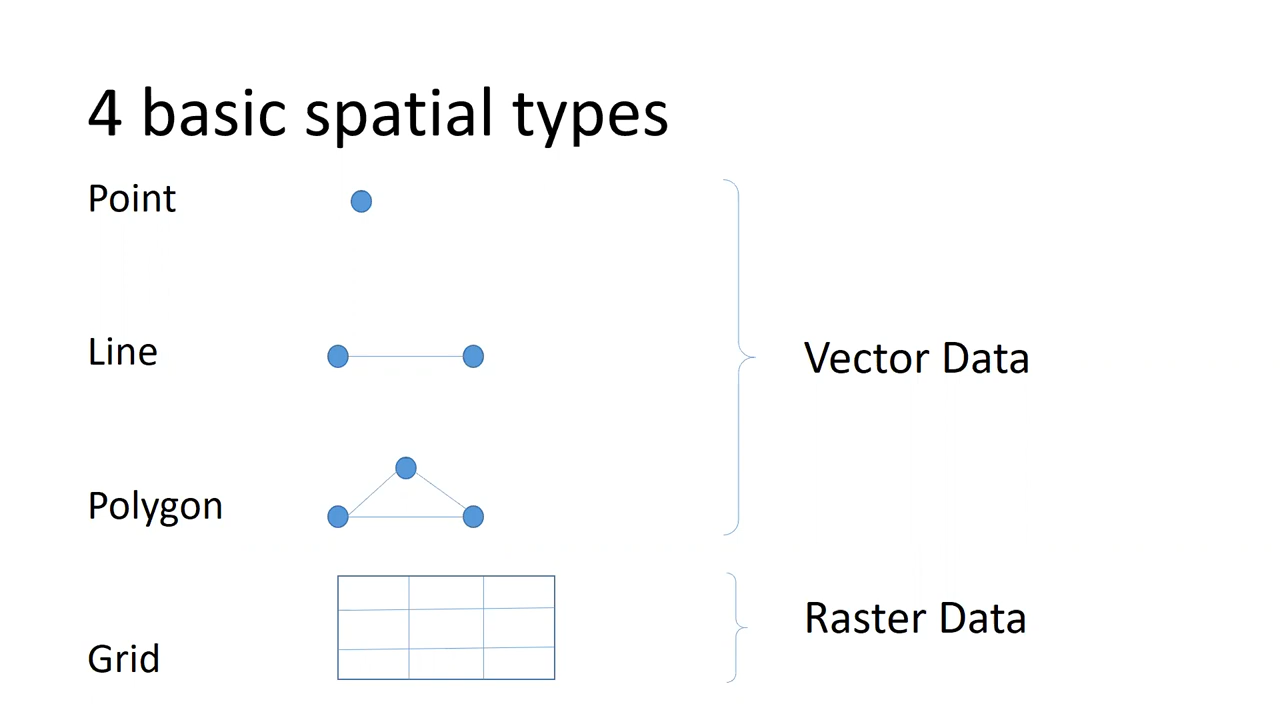 4 basic spatial types
Point
Line
Vector Data
Polygon
Raster Data
Grid